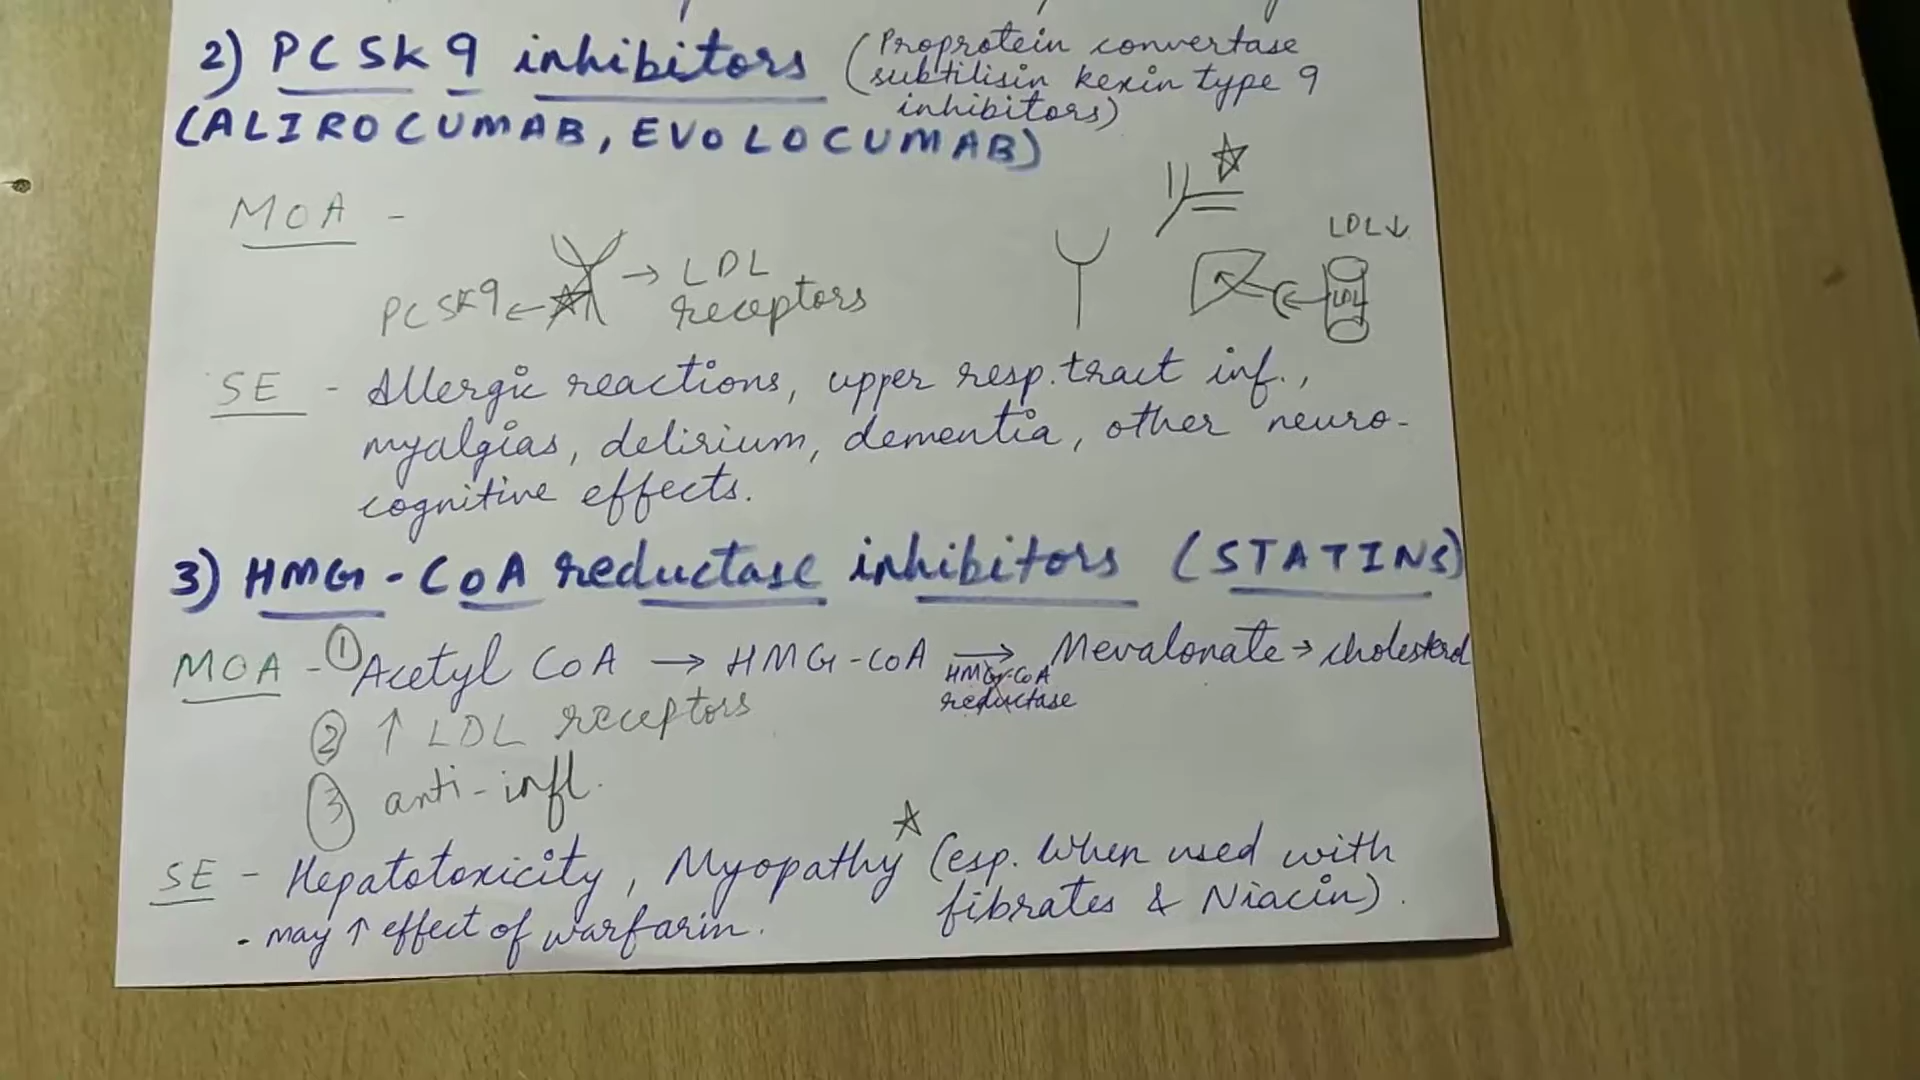 2) PCSK9 inhibitors (Proprotein convertase
subtilisin kexin type 9
inhibitors)
(ALIROCUMAB, EVOLOCUMAB)
MOA -
LDL↓
PCSK9 ← → LDL
receptors
LDL
SE - Allergic reactions, upper resp. tract inf.,
myalgias, delirium, dementia, other neuro-
cognitive effects.
3) HMG-CoA reductase inhibitors (STATINS)
MOA - ① Acetyl CoA → HMG-CoA → Mevalonate → cholesterol
HMG-CoA
reductase
② ↑ LDL receptors
③ anti-infl.
SE - Hepatotoxicity, Myopathy ☆ (esp. when used with
fibrates & Niacin).
- may ↑ effect of warfarin.